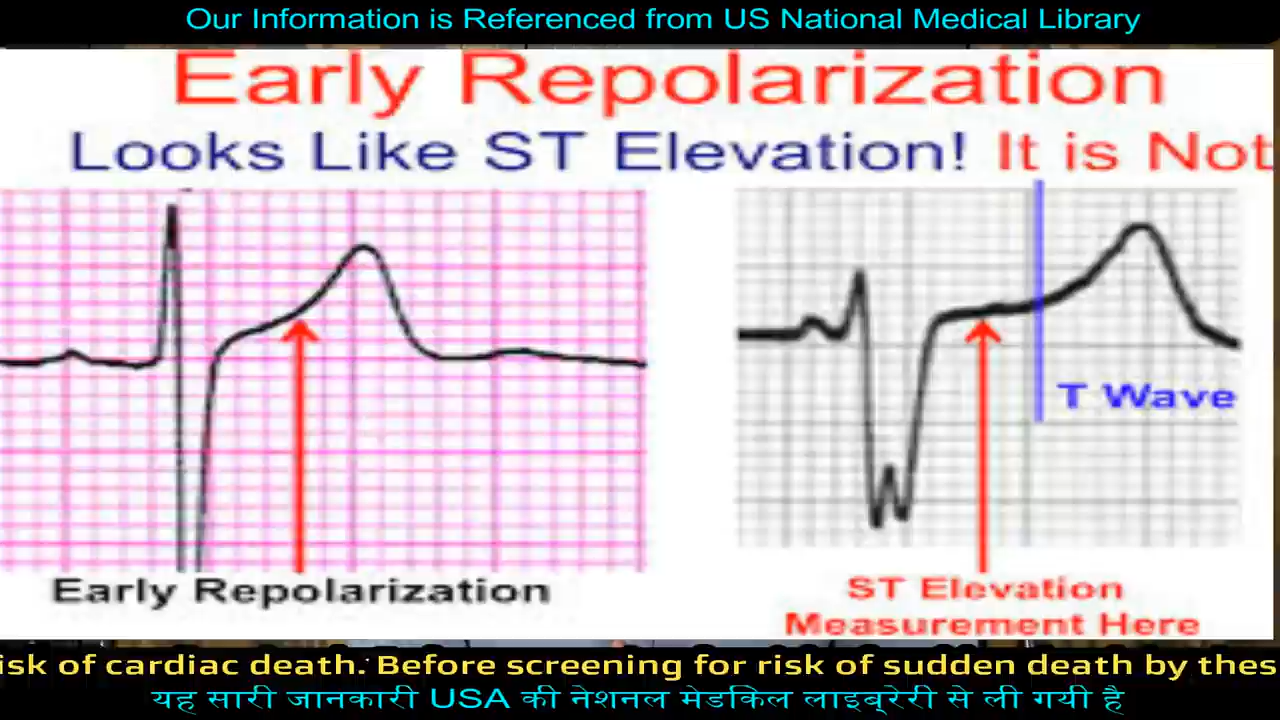 Our Information is Referenced from US National Medical Library
Early Repolarization
Looks Like ST Elevation! It is Not
T Wave
Early Repolarization
ST Elevation
Measurement Here
isk of cardiac death. Before screening for risk of sudden death by thes
यह सारी जानकारी USA की नेशनल मेडकिल लाइब्रेरी से ली गयी है